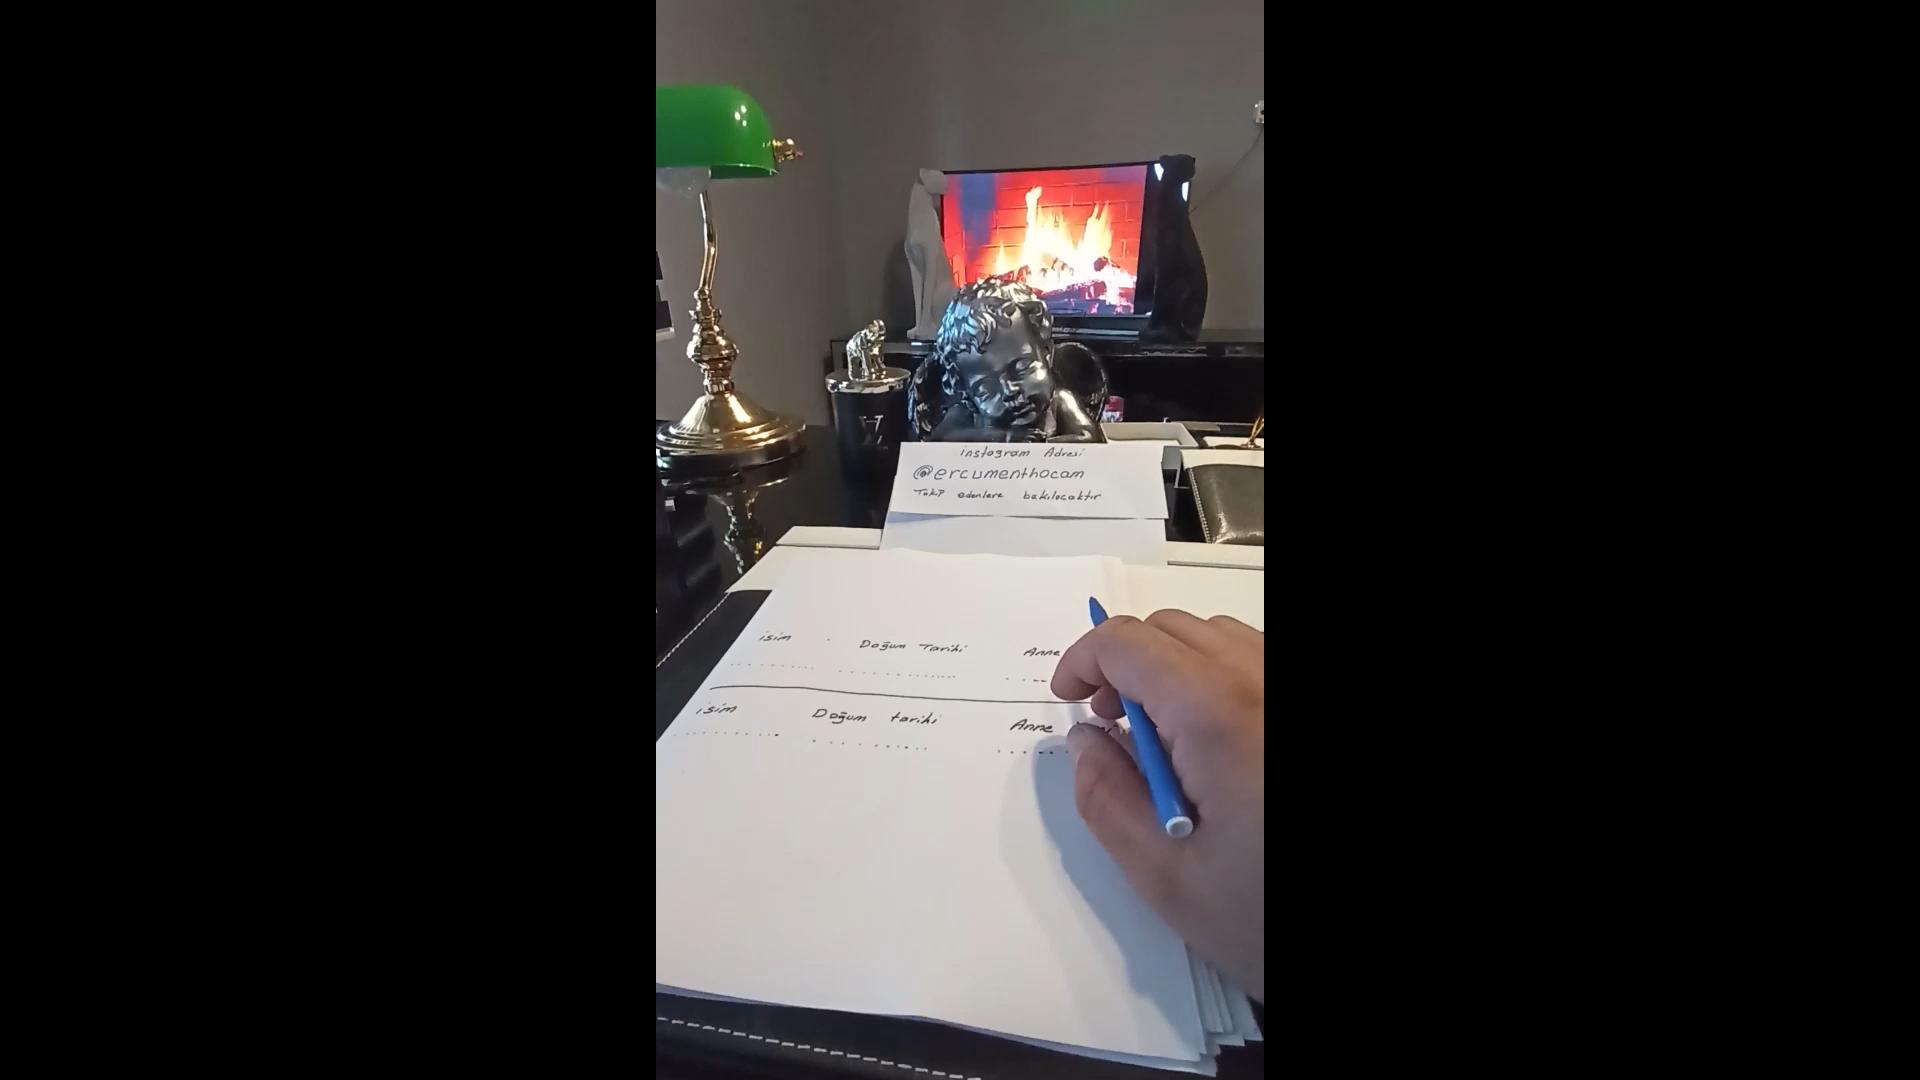 instagram Adresi
@ercumenthocam
Takip edenlere bakılacaktır
isim Doğum Tarihi Anne
isim Doğum tarihi Anne